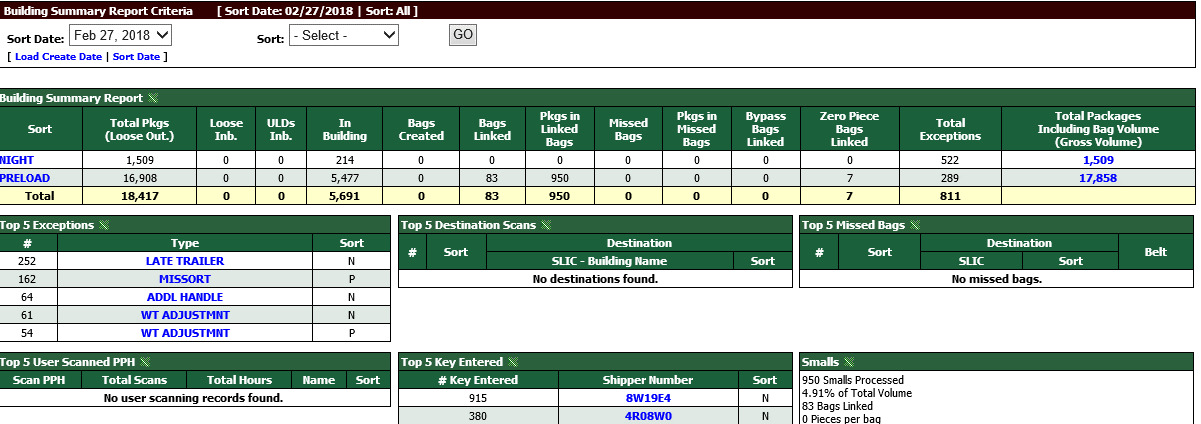 Building Summary Report Criteria [ Sort Date: 02/27/2018 | Sort: All ]
Sort Date: Feb 27, 2018 Sort: - Select - GO
[ Load Create Date | Sort Date ]
Building Summary Report
Sort Total Pkgs (Loose Out.) Loose Inb. ULDs Inb. In Building Bags Created Bags Linked Pkgs in Linked Bags Missed Bags Pkgs in Missed Bags Bypass Bags Linked Zero Piece Bags Linked Total Exceptions Total Packages Including Bag Volume (Gross Volume)
NIGHT 1,509 0 0 214 0 0 0 0 0 0 0 522 1,509
PRELOAD 16,908 0 0 5,477 0 83 950 0 0 0 7 289 17,858
Total 18,417 0 0 5,691 0 83 950 0 0 0 7 811
Top 5 Exceptions
# Type Sort
252 LATE TRAILER N
162 MISSORT P
64 ADDL HANDLE N
61 WT ADJUSTMNT N
54 WT ADJUSTMNT P
Top 5 Destination Scans
# Sort Destination
SLIC - Building Name Sort
No destinations found.
Top 5 Missed Bags
# Sort Destination Belt
SLIC Sort
No missed bags.
Top 5 User Scanned PPH
Scan PPH Total Scans Total Hours Name Sort
No user scanning records found.
Top 5 Key Entered
# Key Entered Shipper Number Sort
915 8W19E4 N
380 4R08W0 N
Smalls
950 Smalls Processed
4.91% of Total Volume
83 Bags Linked
0 Pieces per bag